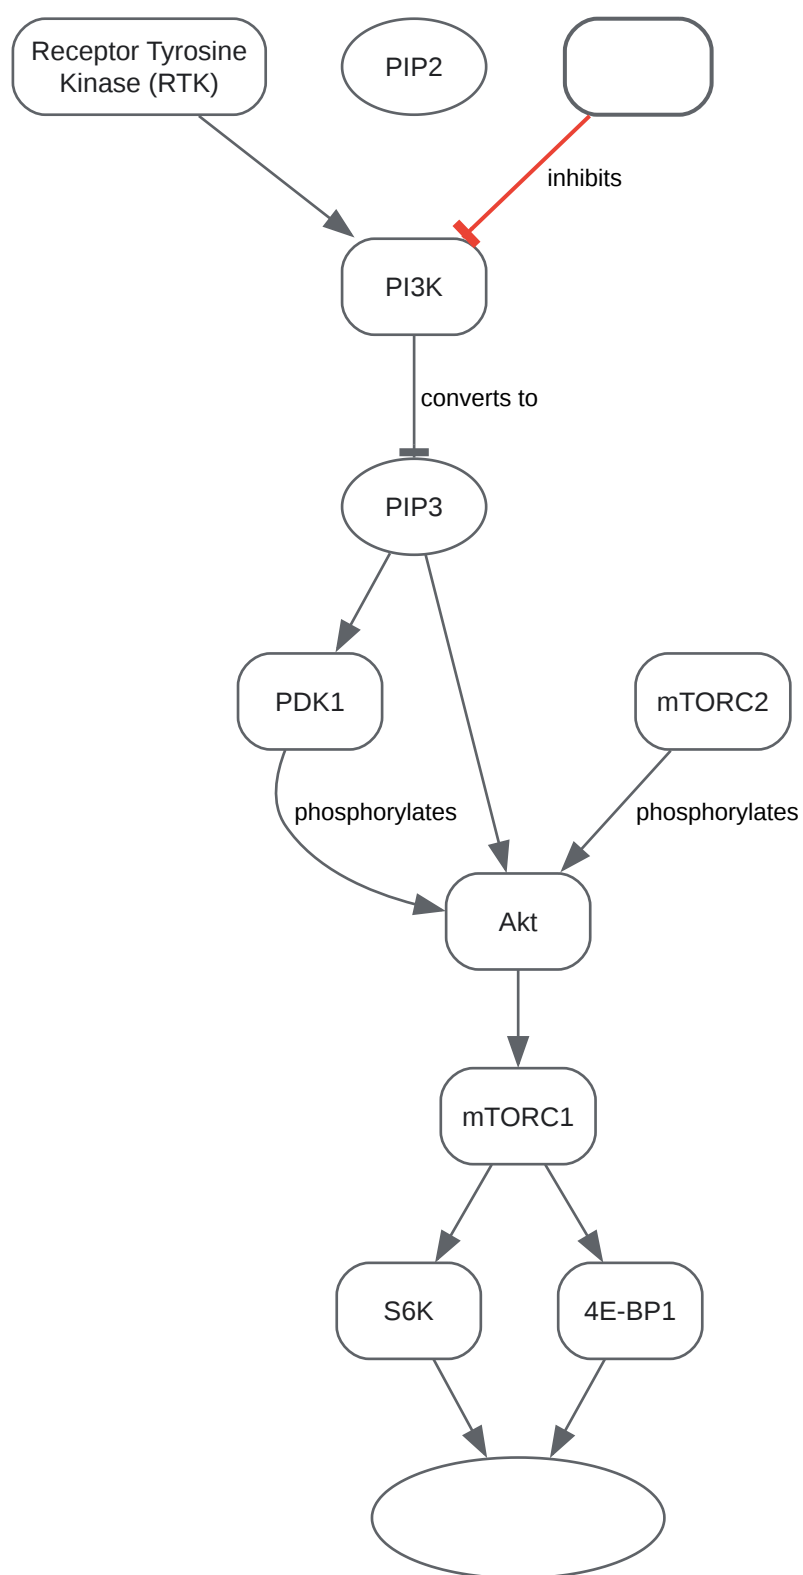 Receptor Tyrosine
Kinase (RTK)
PIP2
inhibits
PI3K
converts to
PIP3
PDK1
mTORC2
phosphorylates
phosphorylates
Akt
mTORC1
S6K
4E-BP1